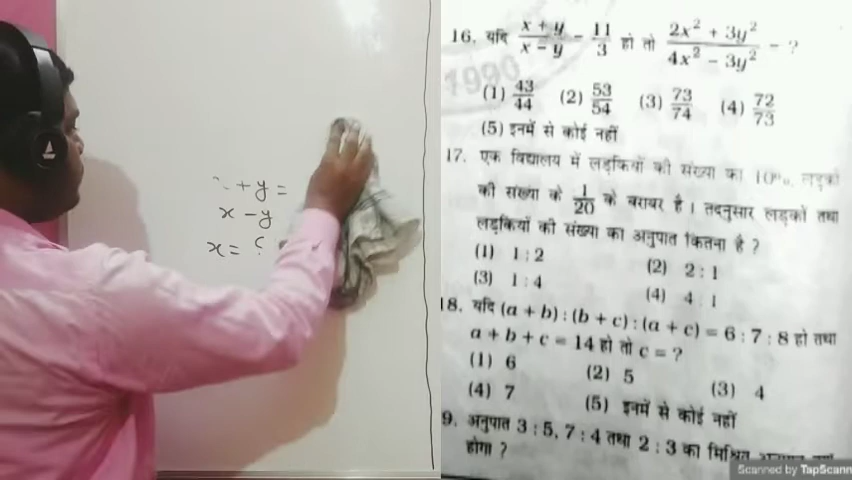 x + y =
x - y
x = ?
16. यदि (x + y)/(x - y) - 11/3 हो तो (2x² + 3y²)/(4x² - 3y²) - ?
1990
(1) 43/44 (2) 53/54 (3) 73/74 (4) 72/73
(5) इनमें से कोई नहीं
17. एक विद्यालय में लड़कियों की संख्या का 10%, लड़कों
की संख्या के 1/20 के बराबर है। तदनुसार लड़कों तथा
लड़कियों की संख्या का अनुपात कितना है ?
(1) 1 : 2 (2) 2 : 1
(3) 1 : 4 (4) 4 : 1
18. यदि (a + b) : (b + c) : (a + c) = 6 : 7 : 8 हो तथा
a + b + c = 14 हो तो c = ?
(1) 6 (2) 5 (3) 4
(4) 7 (5) इनमें से कोई नहीं
9. अनुपात 3 : 5, 7 : 4 तथा 2 : 3 का मिश्रित
होगा ?
Scanned by TapScann